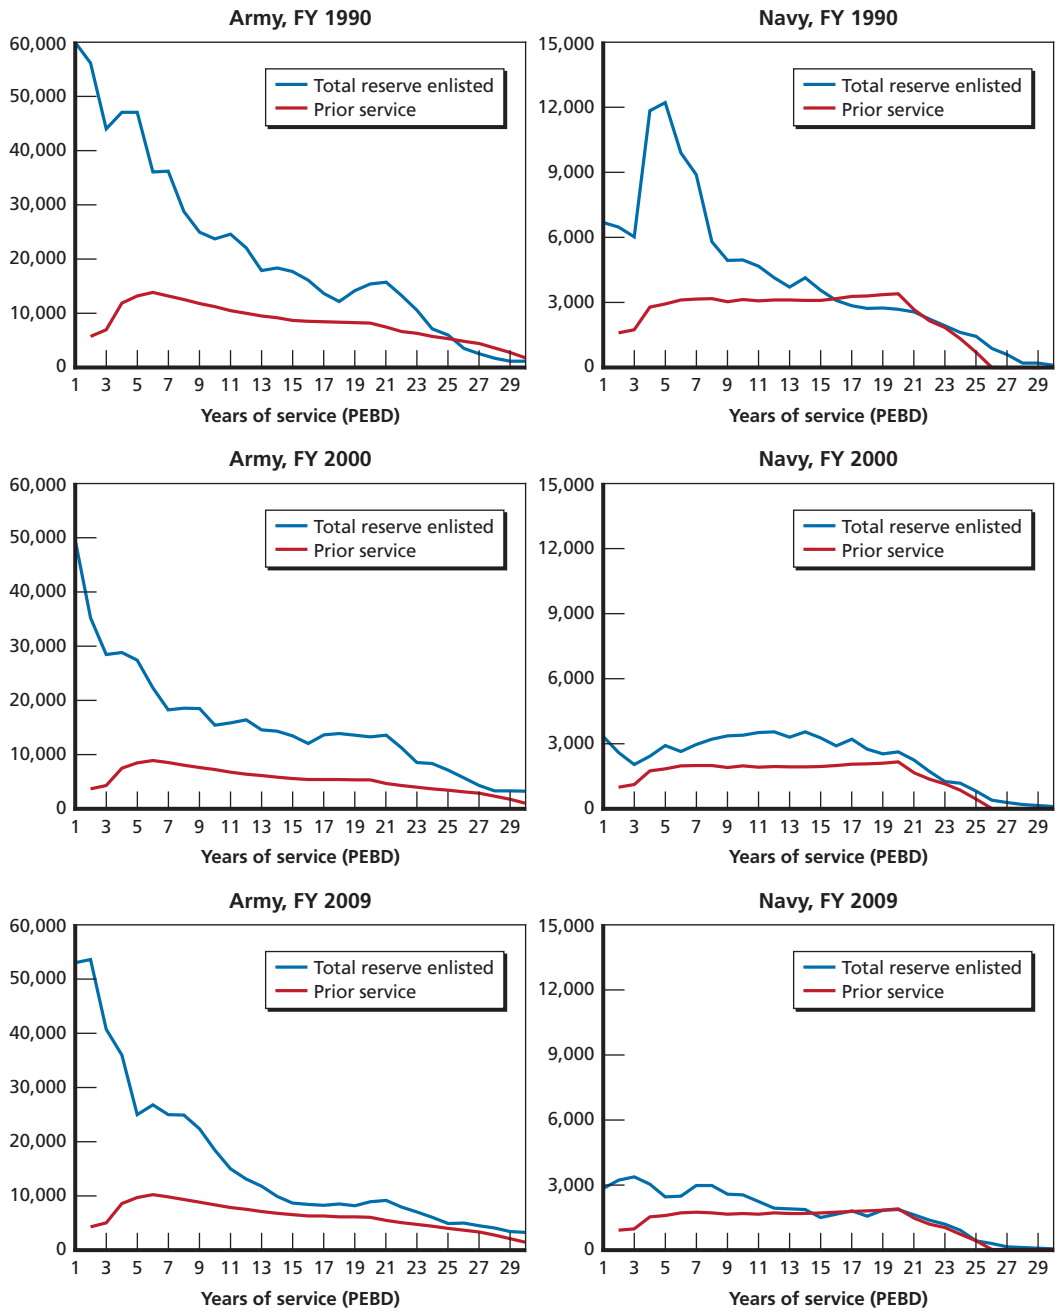 Army, FY 1990
60,000
50,000
40,000
30,000
20,000
10,000
0
Total reserve enlisted
Prior service
1 3 5 7 9 11 13 15 17 19 21 23 25 27 29
Years of service (PEBD)
Navy, FY 1990
15,000
12,000
9,000
6,000
3,000
0
Total reserve enlisted
Prior service
1 3 5 7 9 11 13 15 17 19 21 23 25 27 29
Years of service (PEBD)
Army, FY 2000
60,000
50,000
40,000
30,000
20,000
10,000
0
Total reserve enlisted
Prior service
1 3 5 7 9 11 13 15 17 19 21 23 25 27 29
Years of service (PEBD)
Navy, FY 2000
15,000
12,000
9,000
6,000
3,000
0
Total reserve enlisted
Prior service
1 3 5 7 9 11 13 15 17 19 21 23 25 27 29
Years of service (PEBD)
Army, FY 2009
60,000
50,000
40,000
30,000
20,000
10,000
0
Total reserve enlisted
Prior service
1 3 5 7 9 11 13 15 17 19 21 23 25 27 29
Years of service (PEBD)
Navy, FY 2009
15,000
12,000
9,000
6,000
3,000
0
Total reserve enlisted
Prior service
1 3 5 7 9 11 13 15 17 19 21 23 25 27 29
Years of service (PEBD)